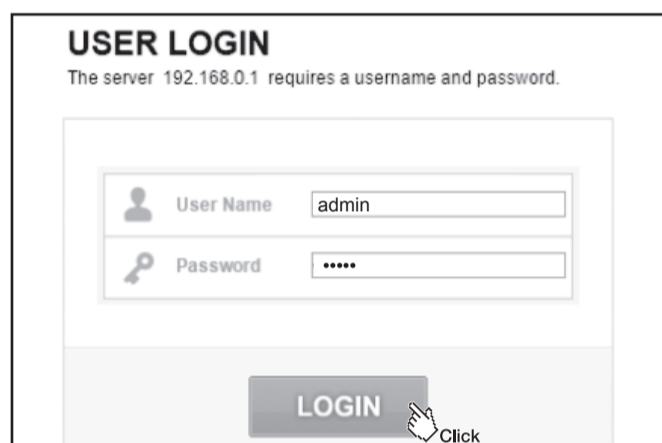 USER LOGIN
The server 192.168.0.1 requires a username and password.
User Name admin
Password •••••
LOGIN
Click